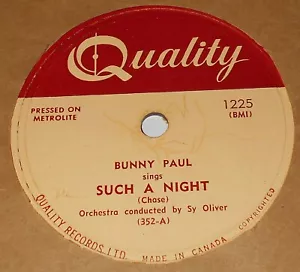 Quality
PRESSED ON
METROLITE
1225
(BMI)
BUNNY PAUL
sings
SUCH A NIGHT
(Chase)
Orchestra conducted by Sy Oliver
(352-A)
QUALITY RECORDS LTD. MADE IN CANADA COPYRIGHTED